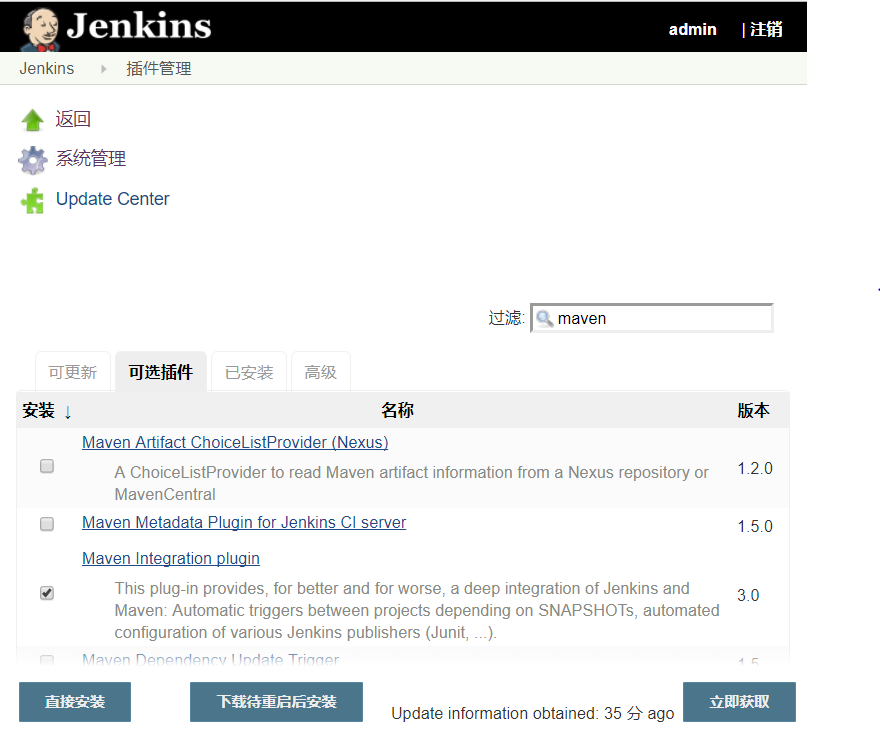 Jenkins
admin | 注销
Jenkins 插件管理
返回
系统管理
Update Center
过滤: maven
可更新 可选插件 已安装 高级
安装 ↓ 名称 版本
Maven Artifact ChoiceListProvider (Nexus)
A ChoiceListProvider to read Maven artifact information from a Nexus repository or
MavenCentral
1.2.0
Maven Metadata Plugin for Jenkins CI server 1.5.0
Maven Integration plugin
This plug-in provides, for better and for worse, a deep integration of Jenkins and
Maven: Automatic triggers between projects depending on SNAPSHOTs, automated
configuration of various Jenkins publishers (Junit, ...).
3.0
Maven Dependency Update Trigger 1.5
直接安装 下载待重启后安装 Update information obtained: 35 分 ago 立即获取